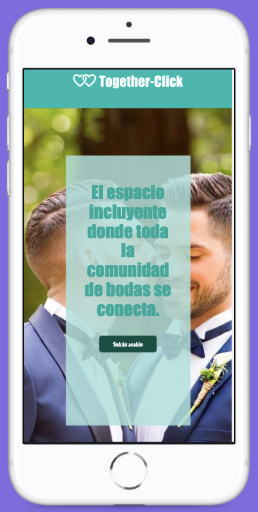 Together-Click
El espacio
incluyente
donde toda
la
comunidad
de bodas se
conecta.
Inicia sesión